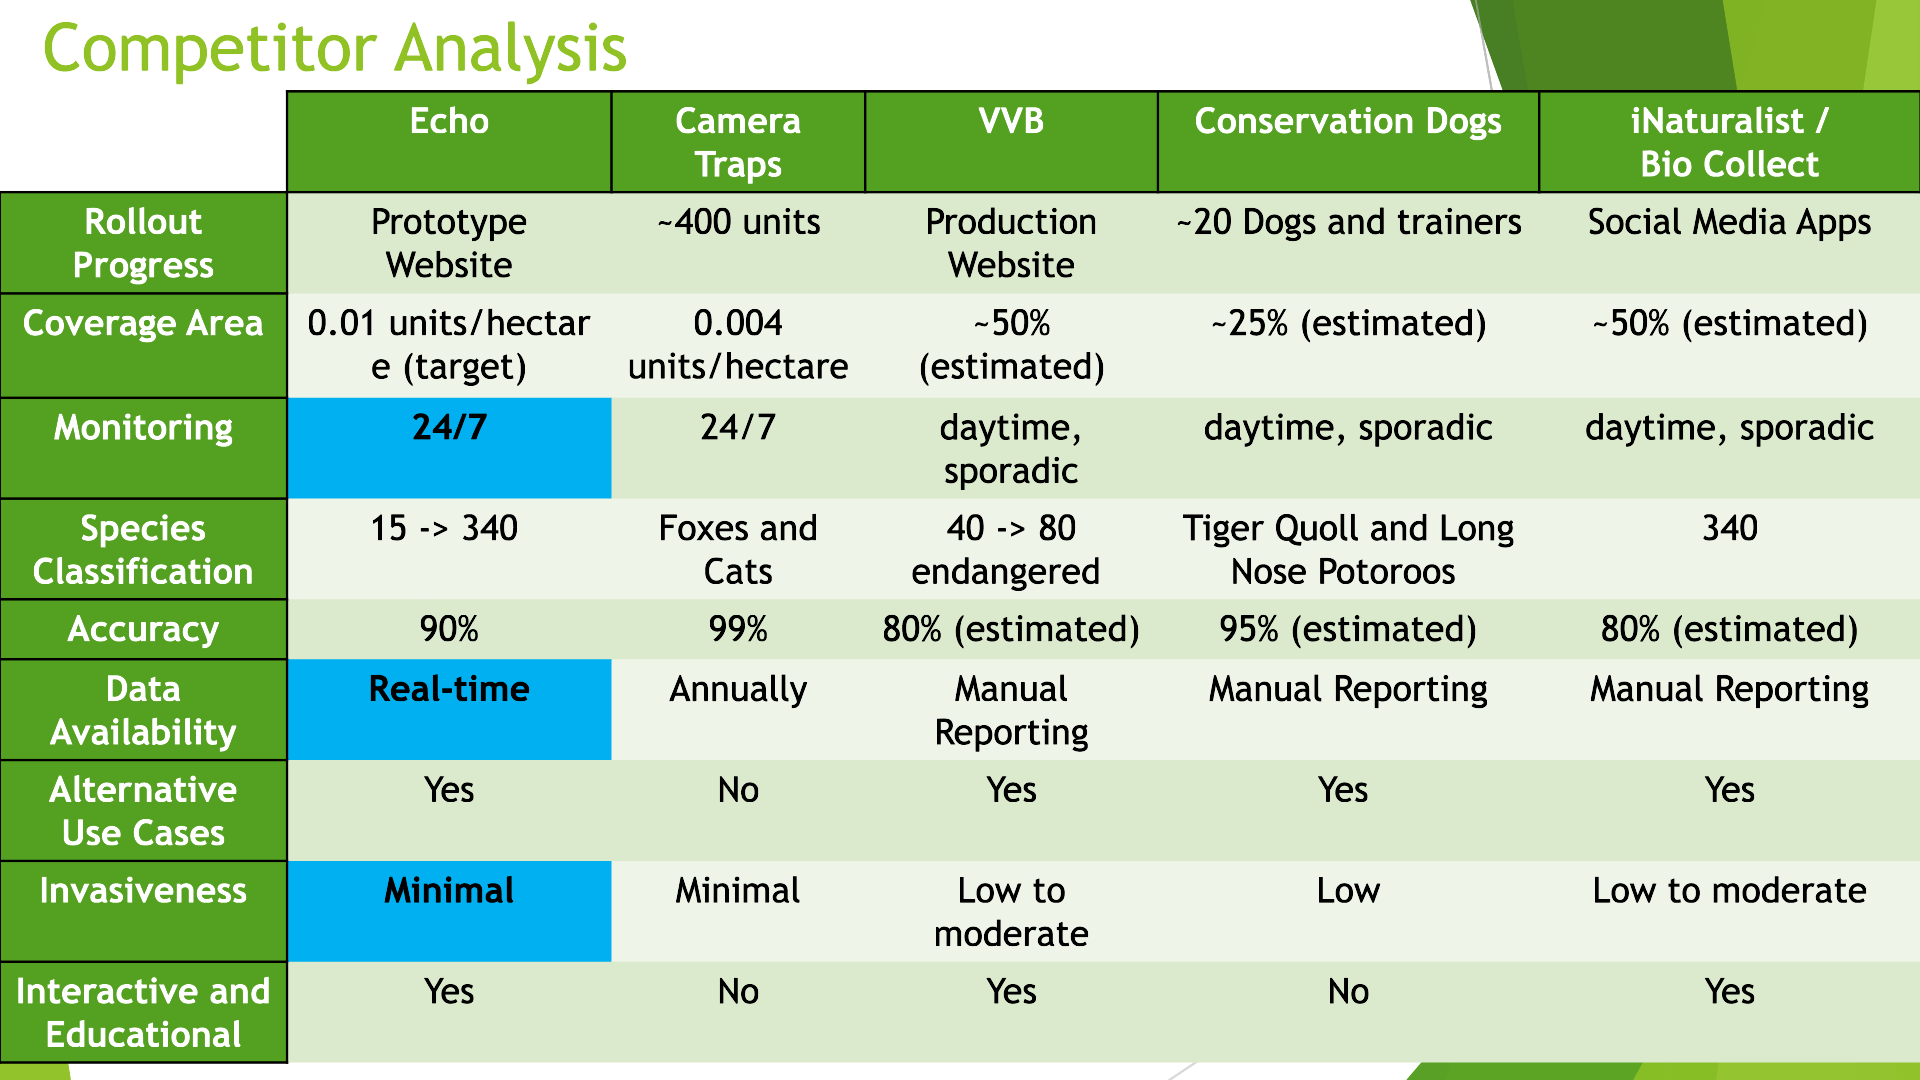 Competitor Analysis
Echo
Camera
Traps
VVB
Conservation Dogs
iNaturalist /
Bio Collect
Rollout
Progress
Prototype
Website
~400 units
Production
Website
~20 Dogs and trainers
Social Media Apps
Coverage Area
0.01 units/hectar
e (target)
0.004
units/hectare
~50%
(estimated)
~25% (estimated)
~50% (estimated)
Monitoring
24/7
24/7
daytime,
sporadic
daytime, sporadic
daytime, sporadic
Species
Classification
15 -> 340
Foxes and
Cats
40 -> 80
endangered
Tiger Quoll and Long
Nose Potoroos
340
Accuracy
90%
99%
80% (estimated)
95% (estimated)
80% (estimated)
Data
Availability
Real-time
Annually
Manual
Reporting
Manual Reporting
Manual Reporting
Alternative
Use Cases
Yes
No
Yes
Yes
Yes
Invasiveness
Minimal
Minimal
Low to
moderate
Low
Low to moderate
Interactive and
Educational
Yes
No
Yes
No
Yes